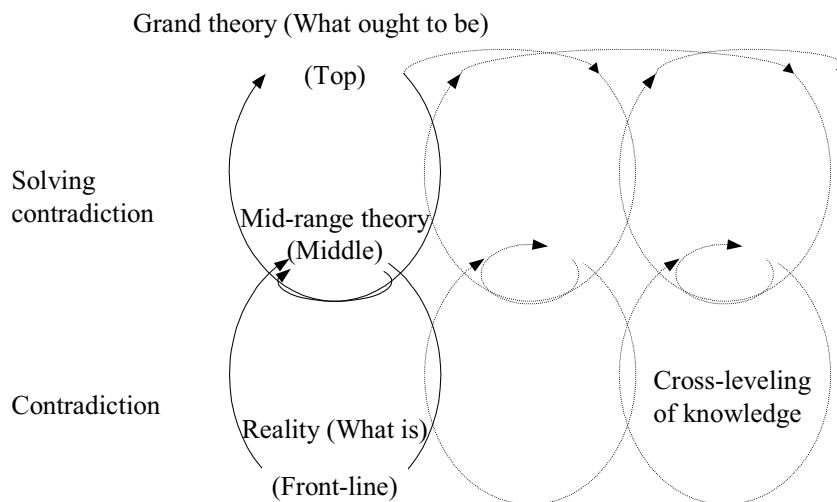 Grand theory (What ought to be)
(Top)
Solving
contradiction
Mid-range theory
(Middle)
Contradiction
Cross-leveling
of knowledge
Reality (What is)
(Front-line)